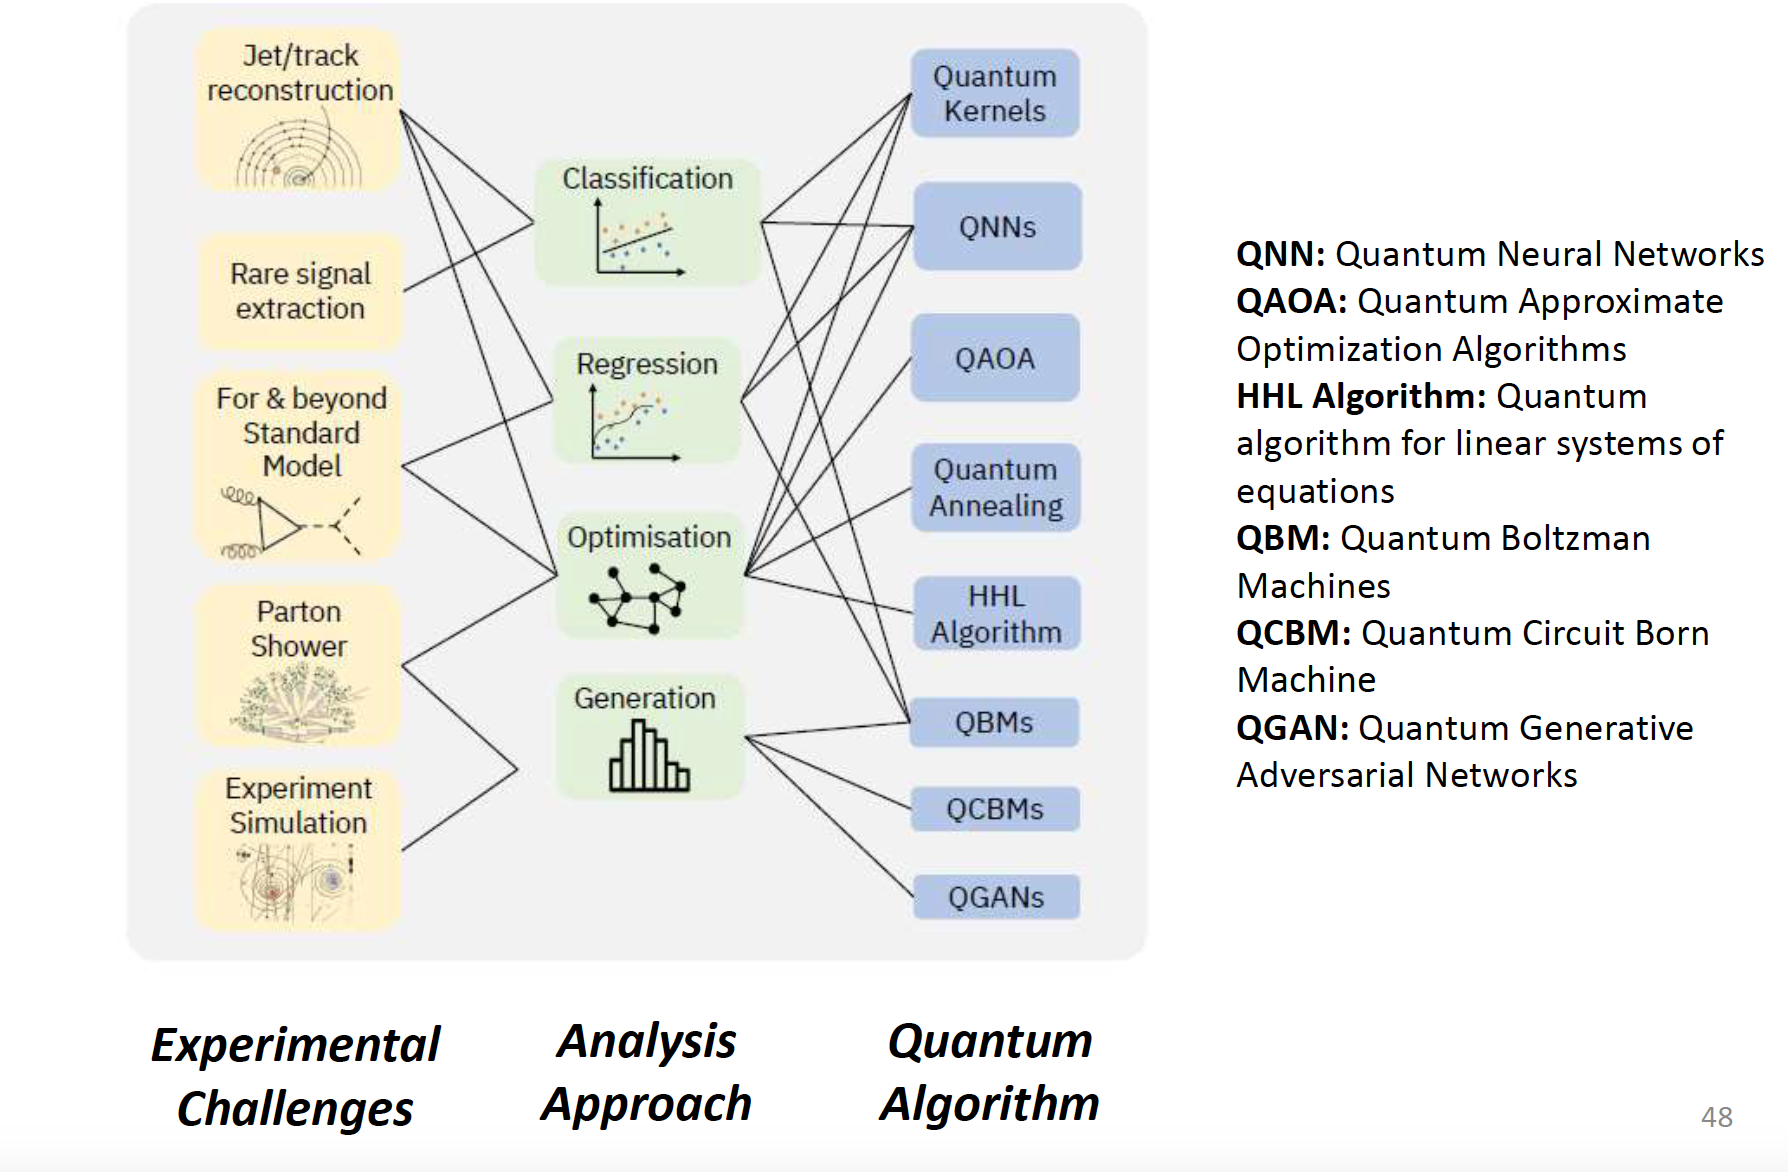 Jet/track
reconstruction
Rare signal
extraction
For & beyond
Standard
Model
Parton
Shower
Experiment
Simulation
Classification
Regression
Optimisation
Generation
Quantum
Kernels
QNNs
QAOA
Quantum
Annealing
HHL
Algorithm
QBMs
QCBMs
QGANs
QNN: Quantum Neural Networks
QAOA: Quantum Approximate
Optimization Algorithms
HHL Algorithm: Quantum
algorithm for linear systems of
equations
QBM: Quantum Boltzman
Machines
QCBM: Quantum Circuit Born
Machine
QGAN: Quantum Generative
Adversarial Networks
Experimental
Challenges
Analysis
Approach
Quantum
Algorithm
48